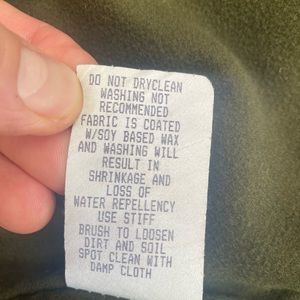 DO NOT DRYCLEAN
WASHING NOT
RECOMMENDED
FABRIC IS COATED
W/SOY BASED WAX
AND WASHING WILL
RESULT IN
SHRINKAGE AND
LOSS OF
WATER REPELLENCY
USE STIFF
BRUSH TO LOOSEN
DIRT AND SOIL
SPOT CLEAN WITH
DAMP CLOTH